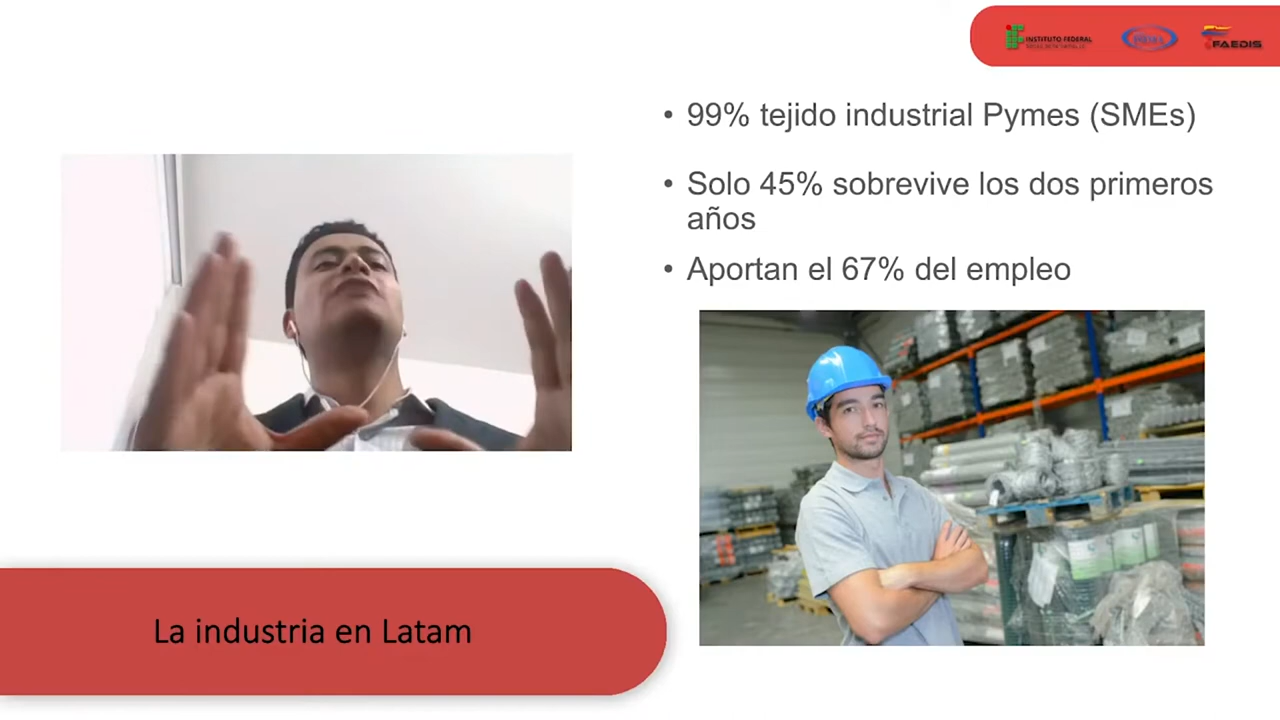 INSTITUTO FEDERAL
FAEDIS
• 99% tejido industrial Pymes (SMEs)
• Solo 45% sobrevive los dos primeros
años
• Aportan el 67% del empleo
La industria en Latam